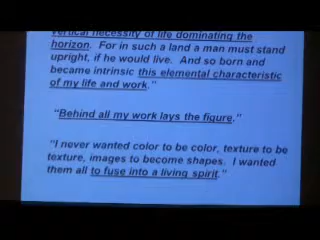 vertical necessity of life dominating the
horizon. For in such a land a man must stand
upright, if he would live. And so born and
became intrinsic this elemental characteristic
of my life and work."
"Behind all my work lays the figure."
"I never wanted color to be color, texture to be
texture, images to become shapes. I wanted
them all to fuse into a living spirit."